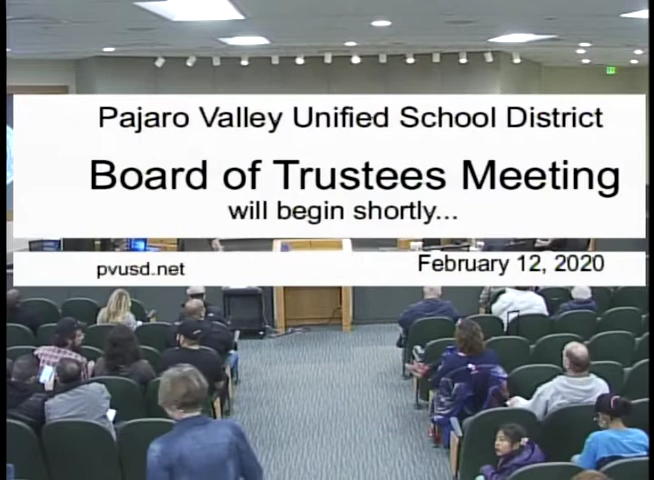 Pajaro Valley Unified School District
Board of Trustees Meeting
will begin shortly...
pvusd.net
February 12, 2020